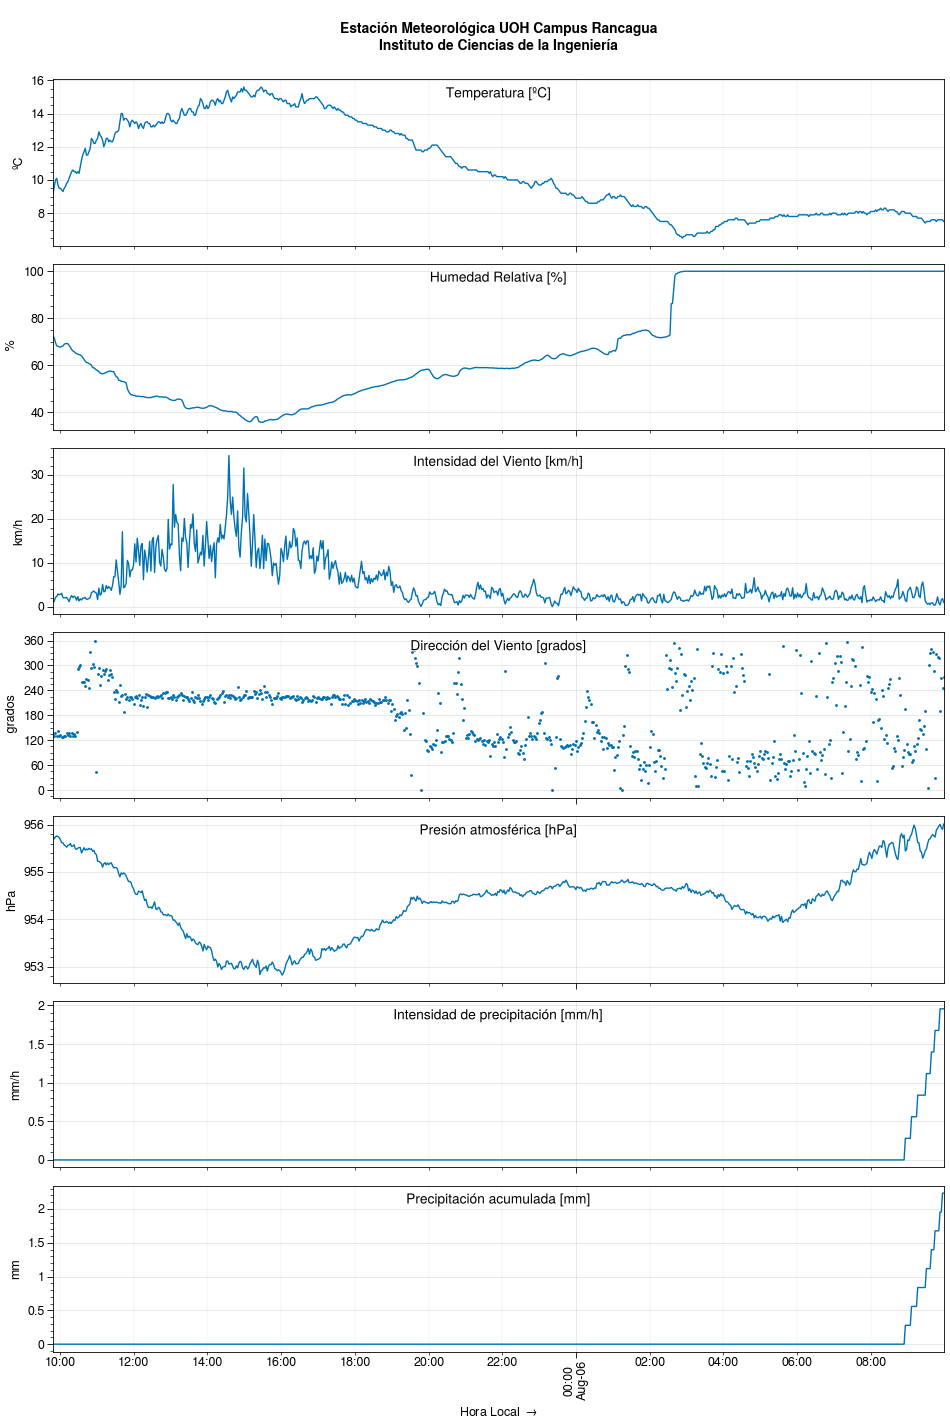 Estación Meteorológica UOH Campus Rancagua
Instituto de Ciencias de la Ingeniería
Temperatura [ºC]
ºC
16
14
12
10
8
Humedad Relativa [%]
%
100
80
60
40
Intensidad del Viento [km/h]
km/h
30
20
10
0
Dirección del Viento [grados]
grados
360
300
240
180
120
60
0
Presión atmosférica [hPa]
hPa
956
955
954
953
Intensidad de precipitación [mm/h]
mm/h
2
1.5
1
0.5
0
Precipitación acumulada [mm]
mm
2
1.5
1
0.5
0
10:00 12:00 14:00 16:00 18:00 20:00 22:00 00:00 02:00 04:00 06:00 08:00
Aug-06
Hora Local →